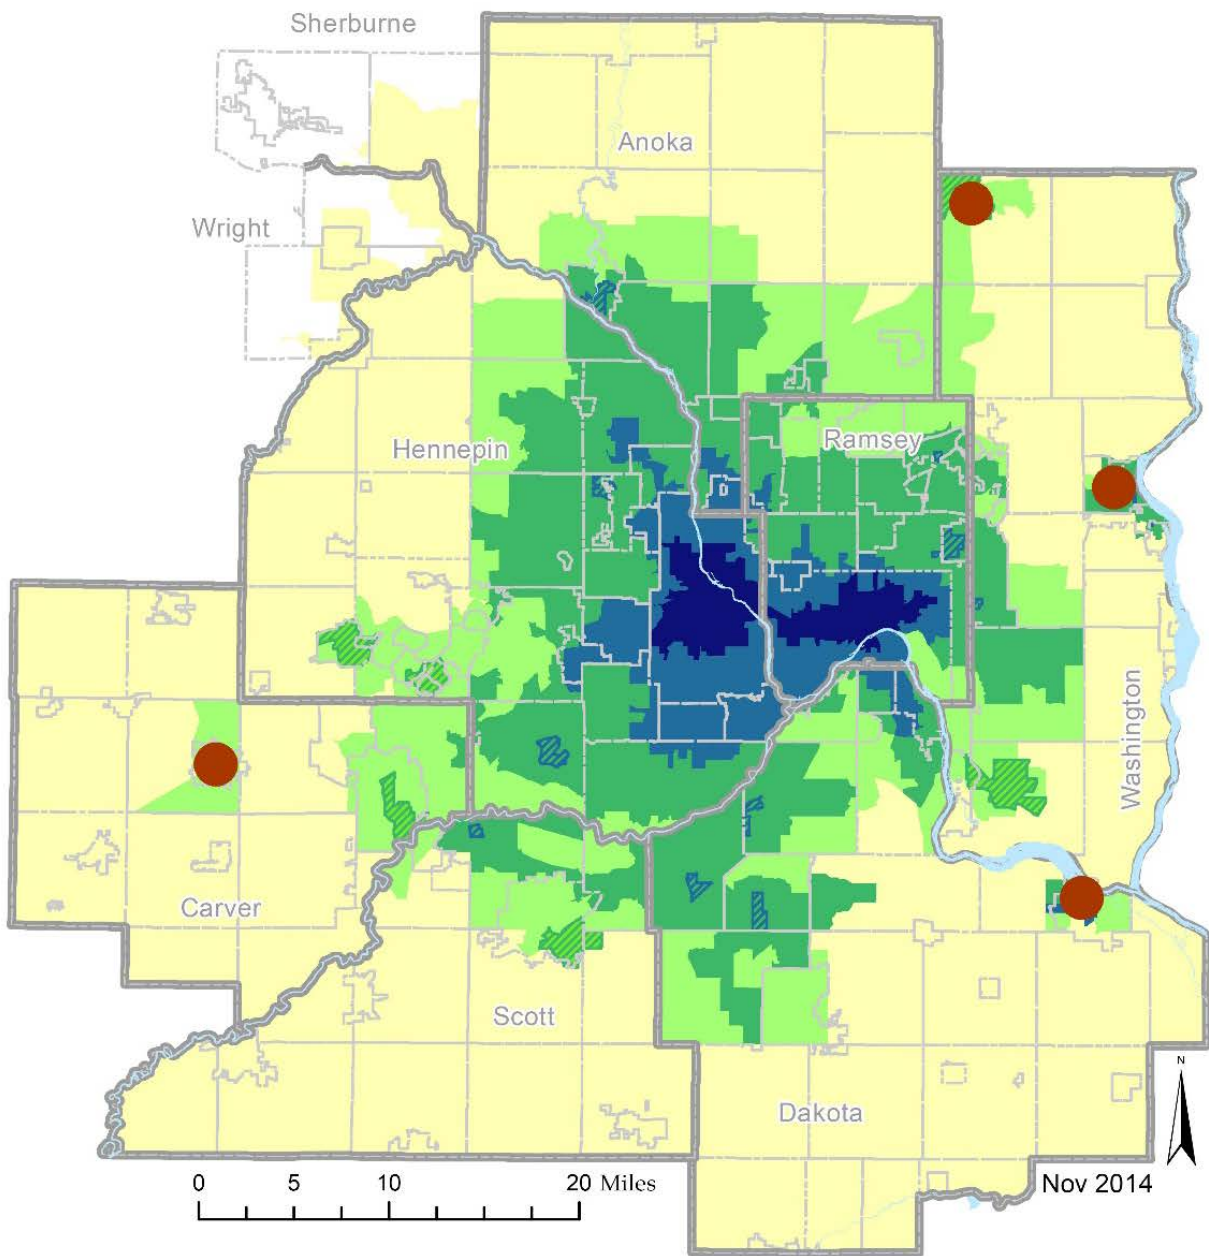 Sherburne
Anoka
Wright
Hennepin
Ramsey
Washington
Carver
Scott
Dakota
N
0 5 10 20 Miles
Nov 2014